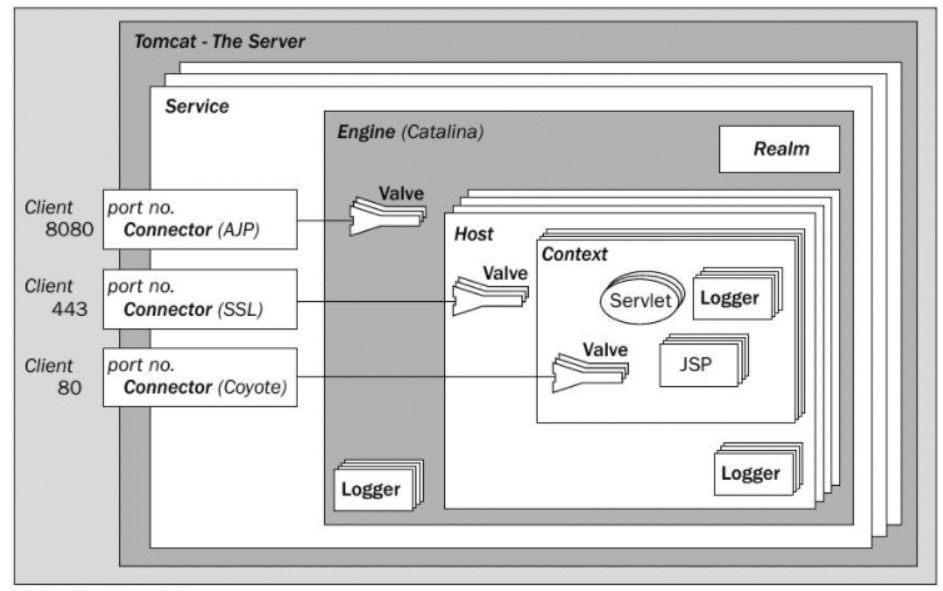 Tomcat - The Server
Service
Engine (Catalina)
Realm
Valve
Client
8080
port no.
Connector (AJP)
Host
Context
Client
443
port no.
Connector (SSL)
Valve
Servlet
Logger
Client
80
port no.
Connector (Coyote)
Valve
JSP
Logger
Logger